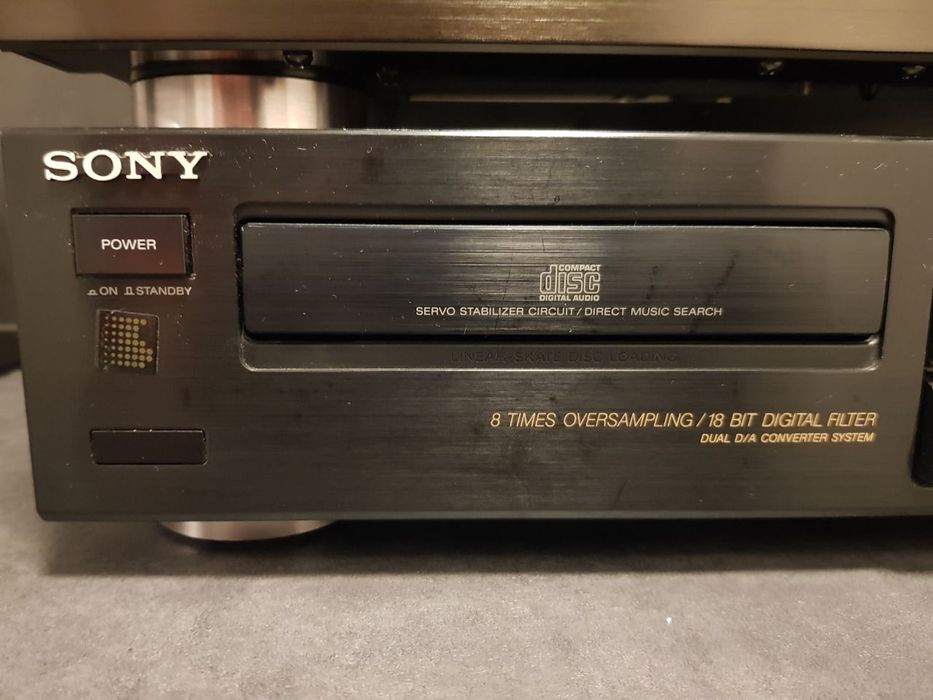 SONY
POWER
ON STANDBY
COMPACT
disc
DIGITAL AUDIO
SERVO STABILIZER CIRCUIT/DIRECT MUSIC SEARCH
LINEAR-SKATE DISC LOADING
8 TIMES OVERSAMPLING/18 BIT DIGITAL FILTER
DUAL D/A CONVERTER SYSTEM